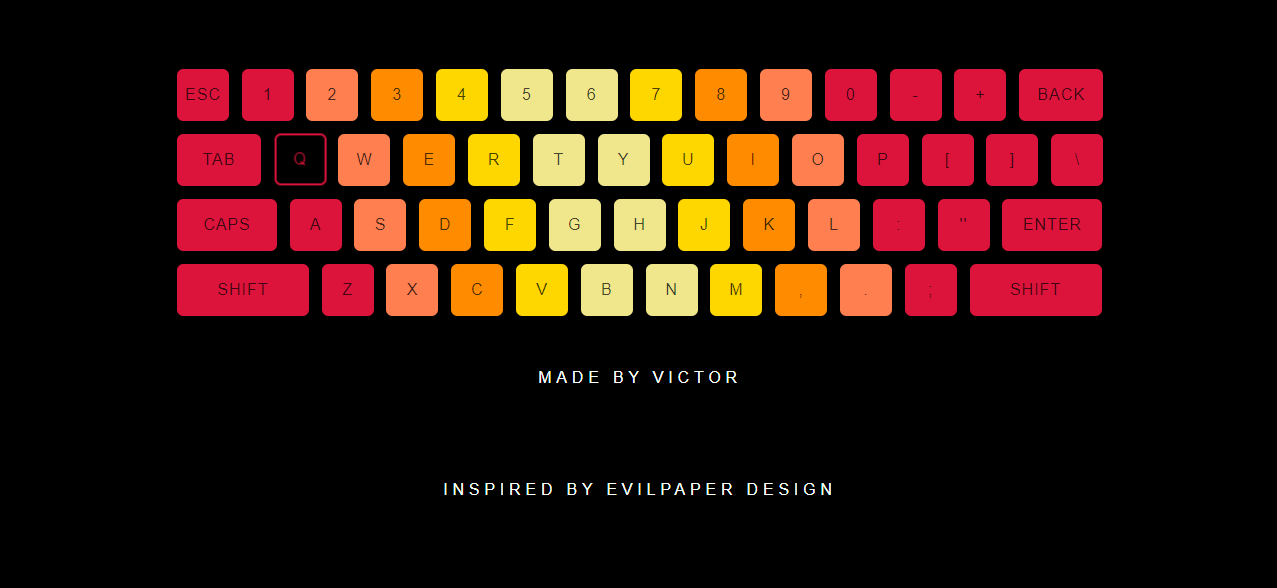 ESC 1 2 3 4 5 6 7 8 9 0 - + BACK
TAB Q W E R T Y U I O P [ ] \
CAPS A S D F G H J K L : " ENTER
SHIFT Z X C V B N M , . ; SHIFT
MADE BY VICTOR
INSPIRED BY EVILPAPER DESIGN